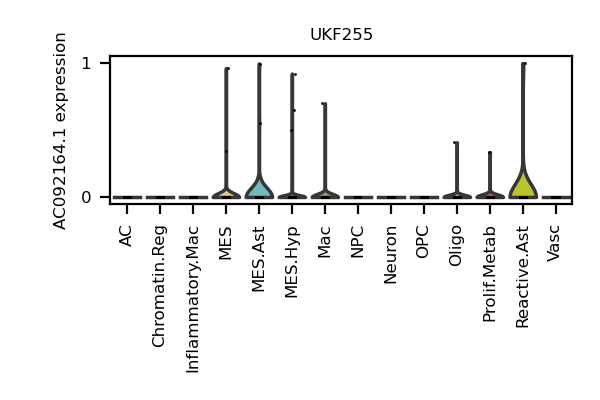 UKF255
AC092164.1 expression
1
0
AC
Chromatin.Reg
Inflammatory.Mac
MES
MES.Ast
MES.Hyp
Mac
NPC
Neuron
OPC
Oligo
Prolif.Metab
Reactive.Ast
Vasc